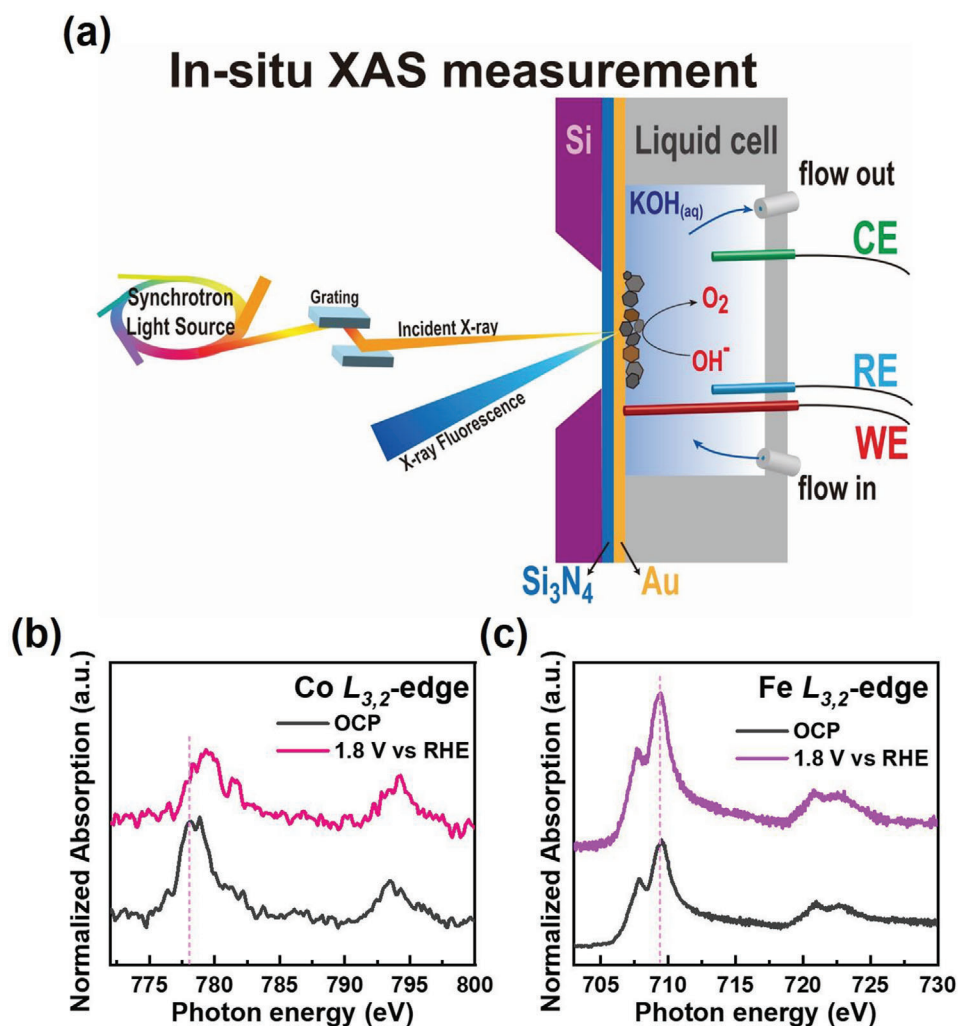 (a)
In-situ XAS measurement
Si
Liquid cell
flow out
KOH(aq)
CE
Synchrotron
Light Source
Grating
Incident X-ray
O2
OH-
X-ray Fluorescence
RE
WE
flow in
Si3N4
Au
(b)
Co L3,2-edge
OCP
1.8 V vs RHE
Normalized Absorption (a.u.)
775 780 785 790 795 800
Photon energy (eV)
(c)
Fe L3,2-edge
OCP
1.8 V vs RHE
Normalized Absorption (a.u.)
705 710 715 720 725 730
Photon energy (eV)